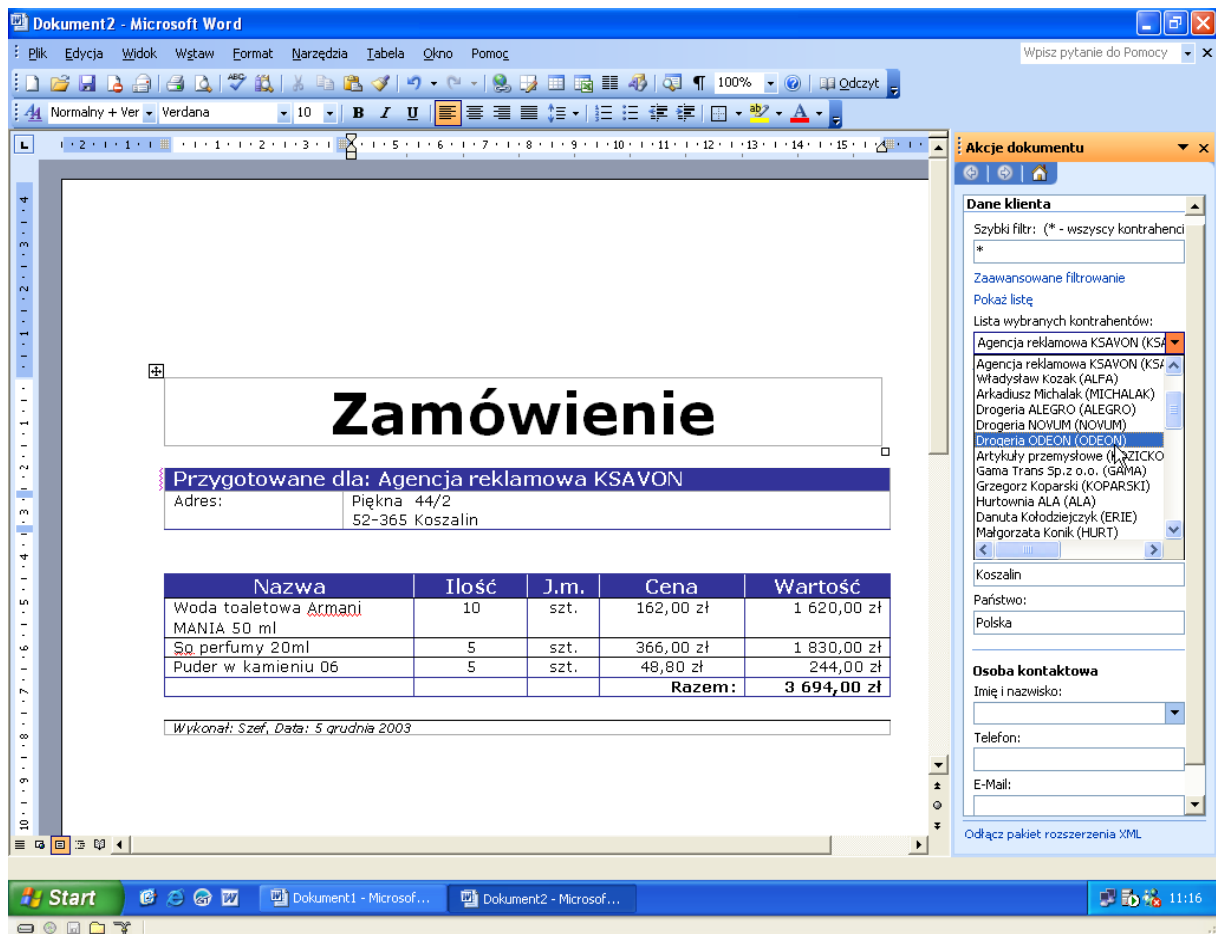 Dokument2 - Microsoft Word
Plik Edycja Widok Wstaw Format Narzędzia Tabela Okno Pomoc Wpisz pytanie do Pomocy
100% Odczyt
Normalny + Ver Verdana 10 B I U
Akcje dokumentu
Dane klienta
Szybki filtr: (* - wszyscy kontrahenci
*
Zaawansowane filtrowanie
Pokaż listę
Lista wybranych kontrahentów:
Agencja reklamowa KSAVON (KSA
Agencja reklamowa KSAVON (KSA
Władysław Kozak (ALFA)
Arkadiusz Michalak (MICHALAK)
Drogeria ALEGRO (ALEGRO)
Drogeria NOVUM (NOVUM)
Drogeria ODEON (ODEON)
Artykuły przemysłowe
Gama Trans Sp.z o.o. (GAMA)
Grzegorz Koparski (KOPARSKI)
Hurtownia ALA (ALA)
Danuta Kołodziejczyk (ERIE)
Małgorzata Konik (HURT)
Koszalin
Państwo:
Polska
Osoba kontaktowa
Imię i nazwisko:
Telefon:
E-Mail:
Odłącz pakiet rozszerzenia XML
Zamówienie
Przygotowane dla: Agencja reklamowa KSAVON
Adres: Piękna 44/2
52-365 Koszalin
Nazwa Ilość J.m. Cena Wartość
Woda toaletowa Armani 10 szt. 162,00 zł 1 620,00 zł
MANIA 50 ml
So perfumy 20ml 5 szt. 366,00 zł 1 830,00 zł
Puder w kamieniu 06 5 szt. 48,80 zł 244,00 zł
Razem: 3 694,00 zł
Wykonał: Szef, Data: 5 grudnia 2003
Start Dokument1 - Microsof... Dokument2 - Microsof... 11:16